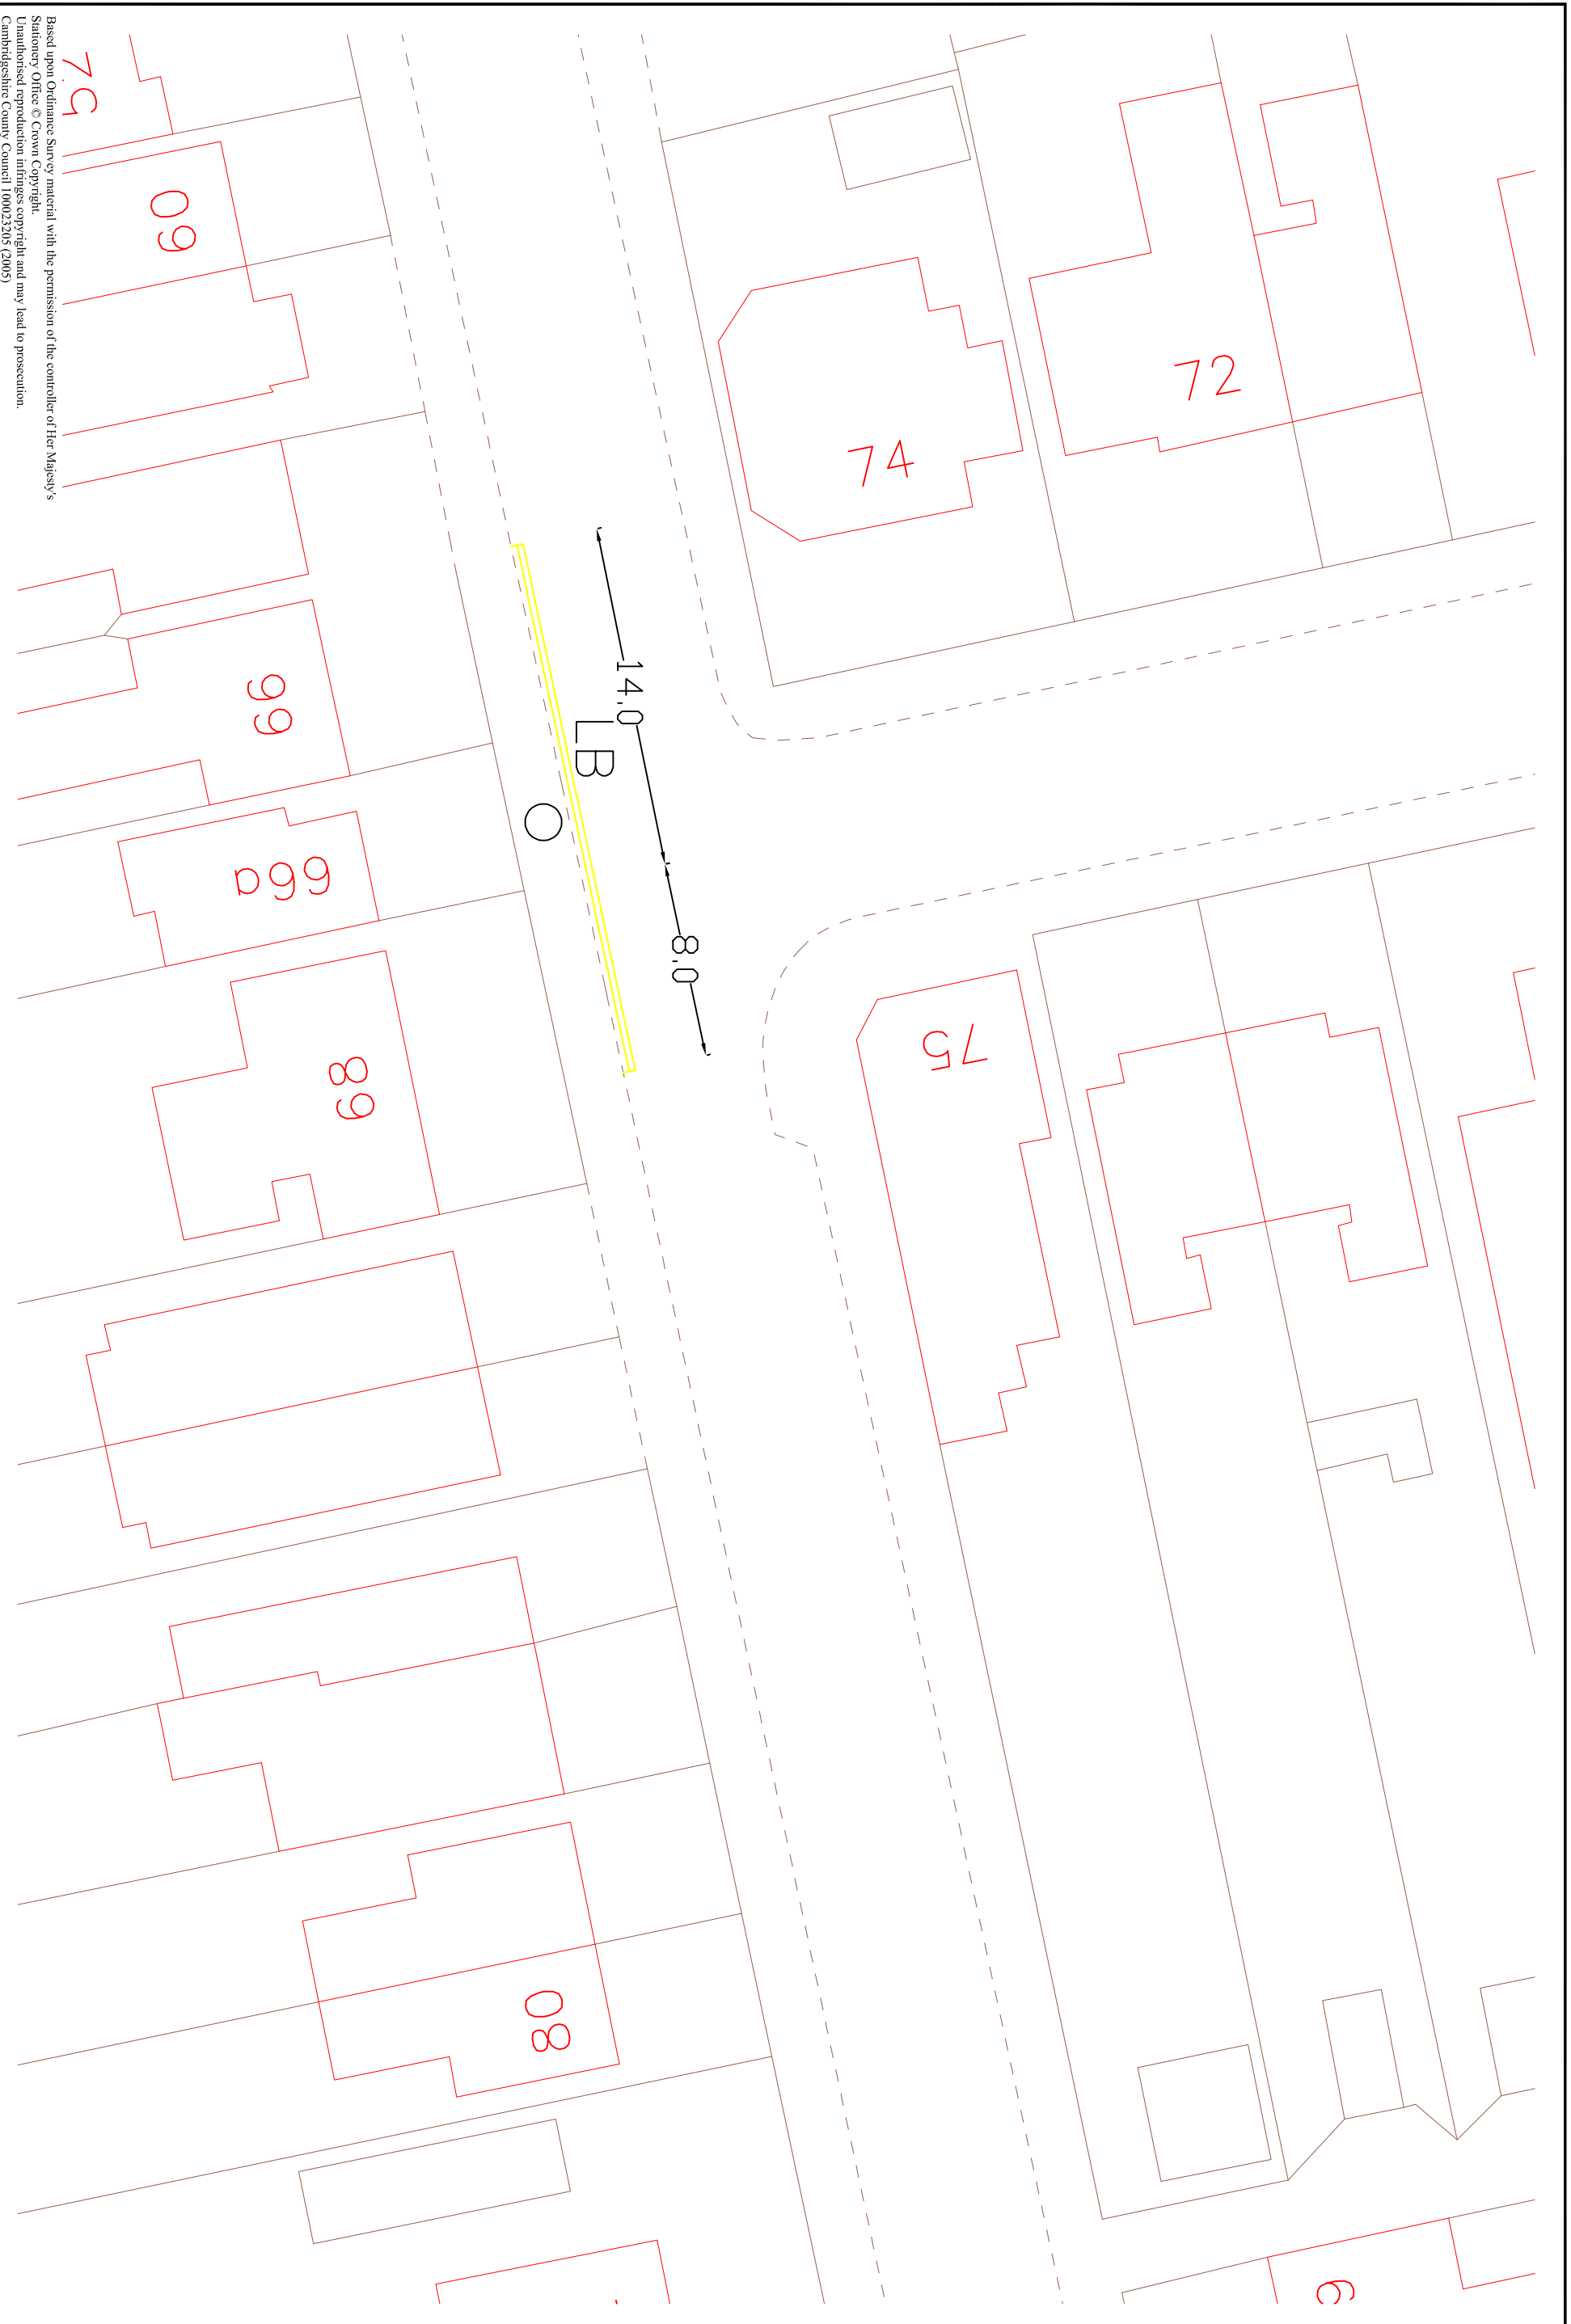 72
74
75
60
66
66a
68
80
14.0
8.0
LB
Based upon Ordinance Survey material with the permission of the controller of Her Majesty's
Stationery Office © Crown Copyright.
Unauthorised reproduction infringes copyright and may lead to prosecution.
Cambridgeshire County Council 100023205 (2005)